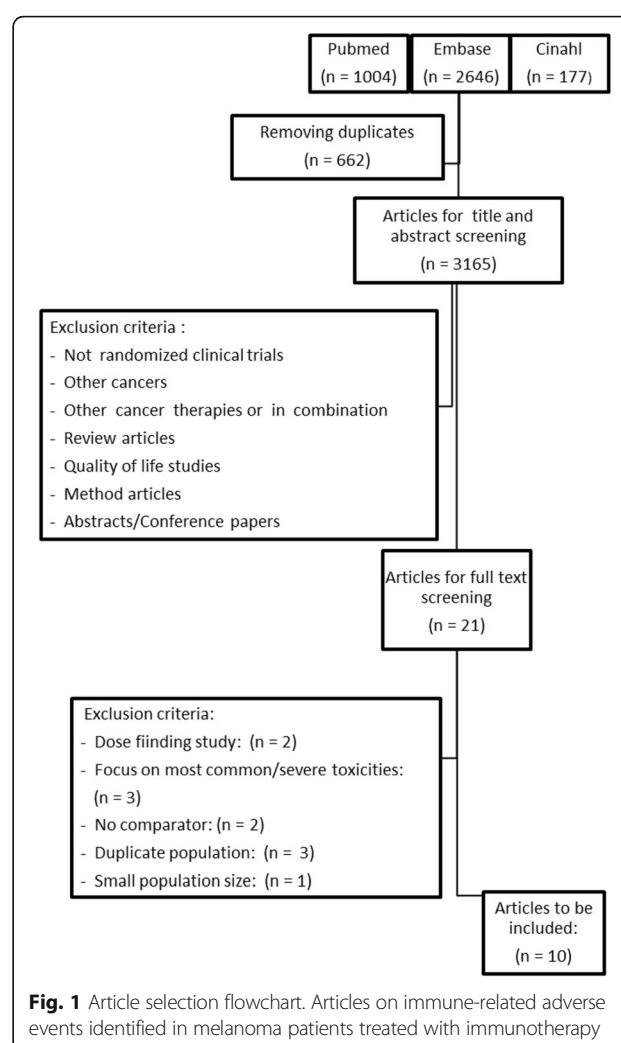 Pubmed
(n = 1004)
Embase
(n = 2646)
Cinahl
(n = 177)
Removing duplicates
(n = 662)
Articles for title and
abstract screening
(n = 3165)
Exclusion criteria :
- Not randomized clinical trials
- Other cancers
- Other cancer therapies or in combination
- Review articles
- Quality of life studies
- Method articles
- Abstracts/Conference papers
Articles for full text
screening
(n = 21)
Exclusion criteria:
- Dose fiinding study: (n = 2)
- Focus on most common/severe toxicities:
(n = 3)
- No comparator: (n = 2)
- Duplicate population: (n = 3)
- Small population size: (n = 1)
Articles to be
included:
(n = 10)
Fig. 1 Article selection flowchart. Articles on immune-related adverse
events identified in melanoma patients treated with immunotherapy